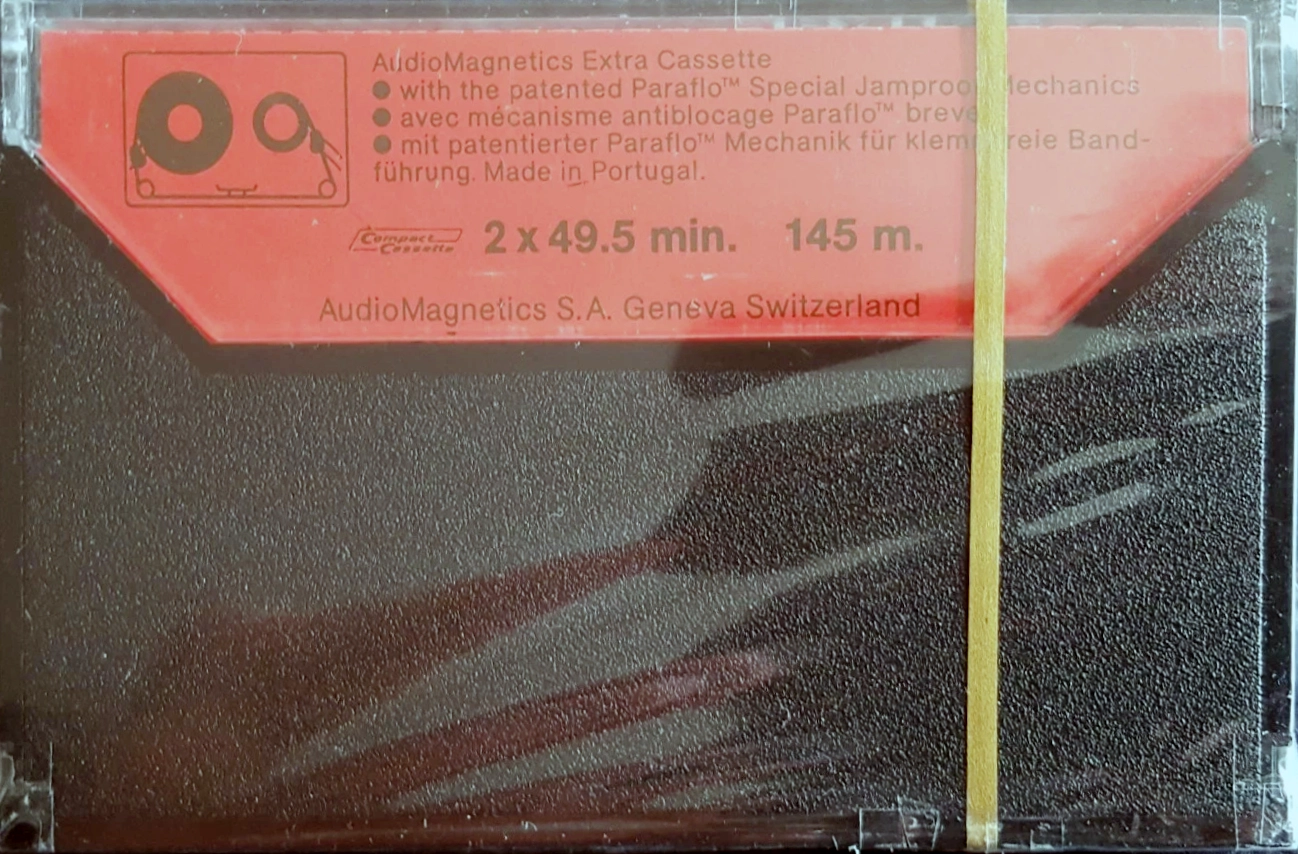 AudioMagnetics Extra Cassette
● with the patented Paraflo™ Special Jamproo Mechanics
● avec mécanisme antiblocage Paraflo™ breve
● mit patentierter Paraflo™ Mechanik für klem reie Band-
führung. Made in Portugal.
Compact Cassette 2 x 49.5 min. 145 m.
AudioMagnetics S.A. Geneva Switzerland